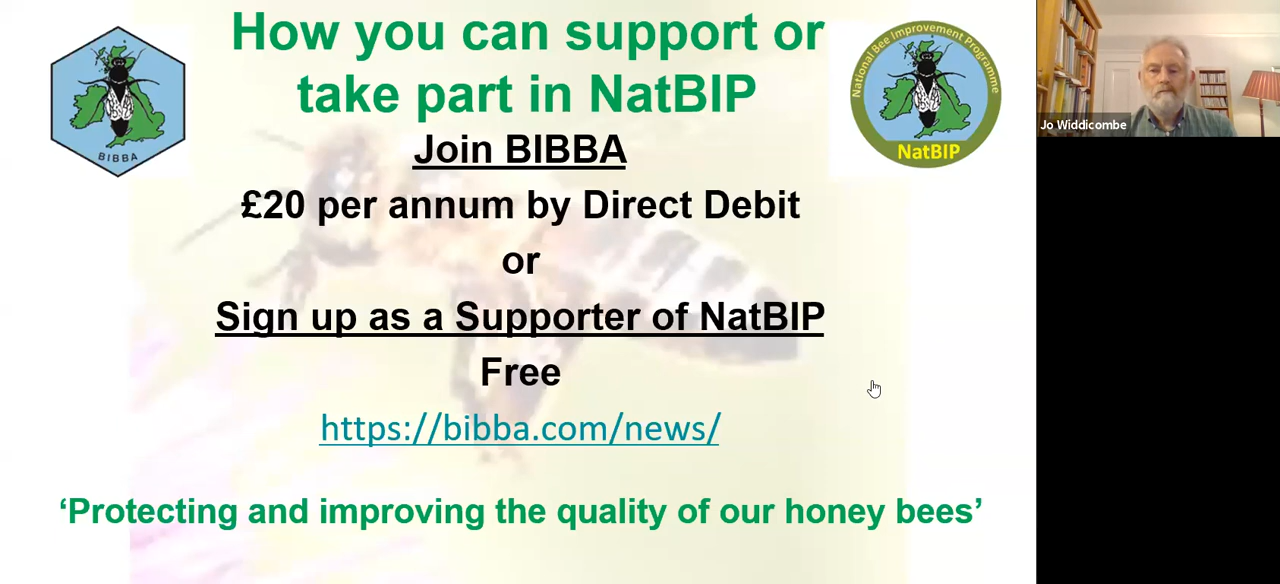 How you can support or
take part in NatBIP
Join BIBBA
£20 per annum by Direct Debit
or
Sign up as a Supporter of NatBIP
Free
https://bibba.com/news/
‘Protecting and improving the quality of our honey bees’
BIBBA
National Bee Improvement Programme
NatBIP
Jo Widdicombe